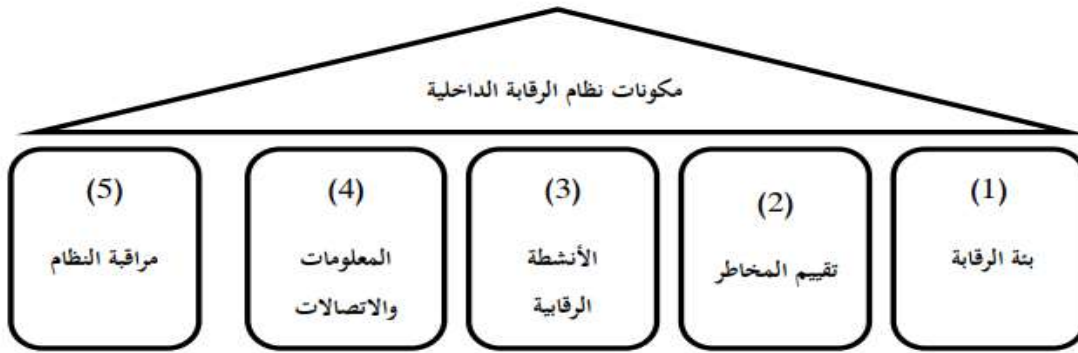 مكونات نظام الرقابة الداخلية
(1)
بئة الرقابة
(2)
تقييم المخاطر
(3)
الأنشطة
الرقابية
(4)
المعلومات
والاتصالات
(5)
مراقبة النظام